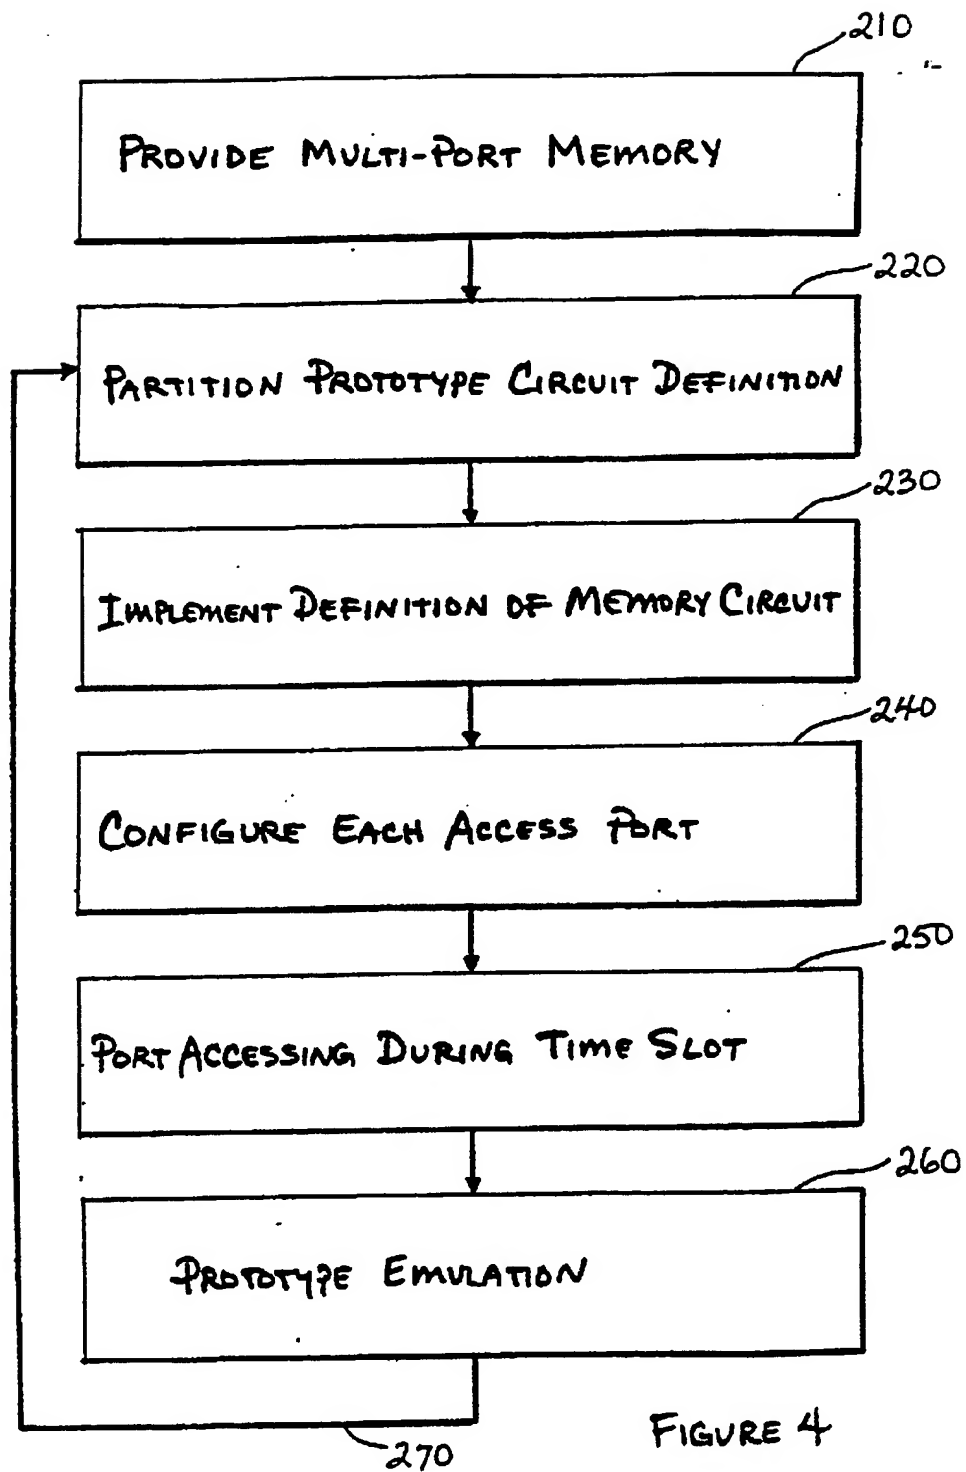 210
PROVIDE MULTI-PORT MEMORY
220
PARTITION PROTOTYPE CIRCUIT DEFINITION
230
IMPLEMENT DEFINITION OF MEMORY CIRCUIT
240
CONFIGURE EACH ACCESS PORT
250
PORT ACCESSING DURING TIME SLOT
260
PROTOTYPE EMULATION
270
FIGURE 4